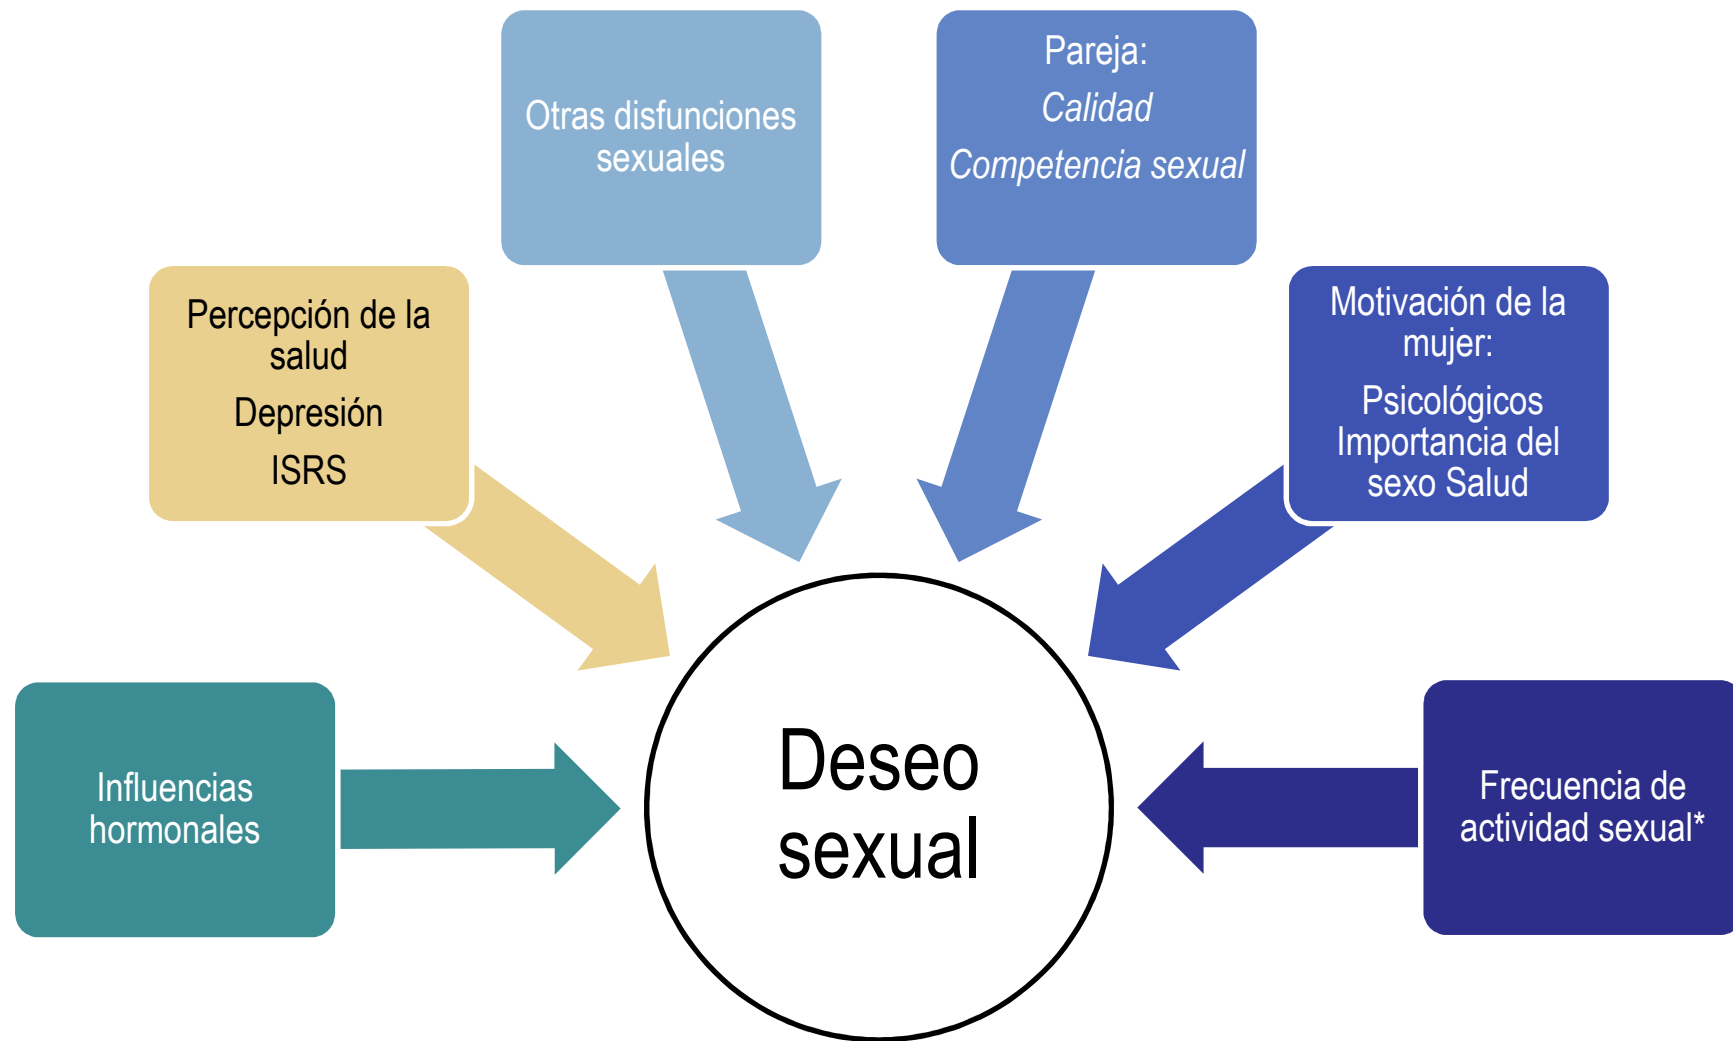 Otras disfunciones
sexuales
Pareja:
Calidad
Competencia sexual
Percepción de la
salud
Depresión
ISRS
Motivación de la
mujer:
Psicológicos
Importancia del
sexo Salud
Influencias
hormonales
Deseo
sexual
Frecuencia de
actividad sexual*